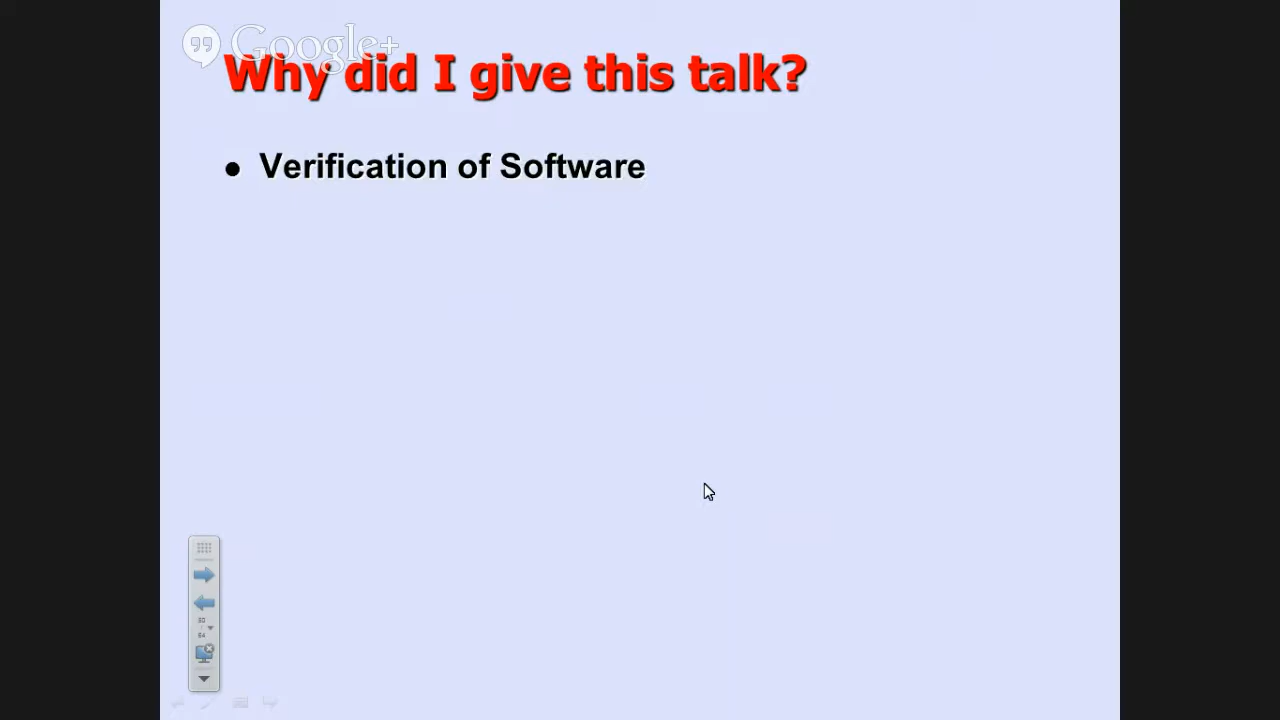 Google+
Why did I give this talk?
● Verification of Software